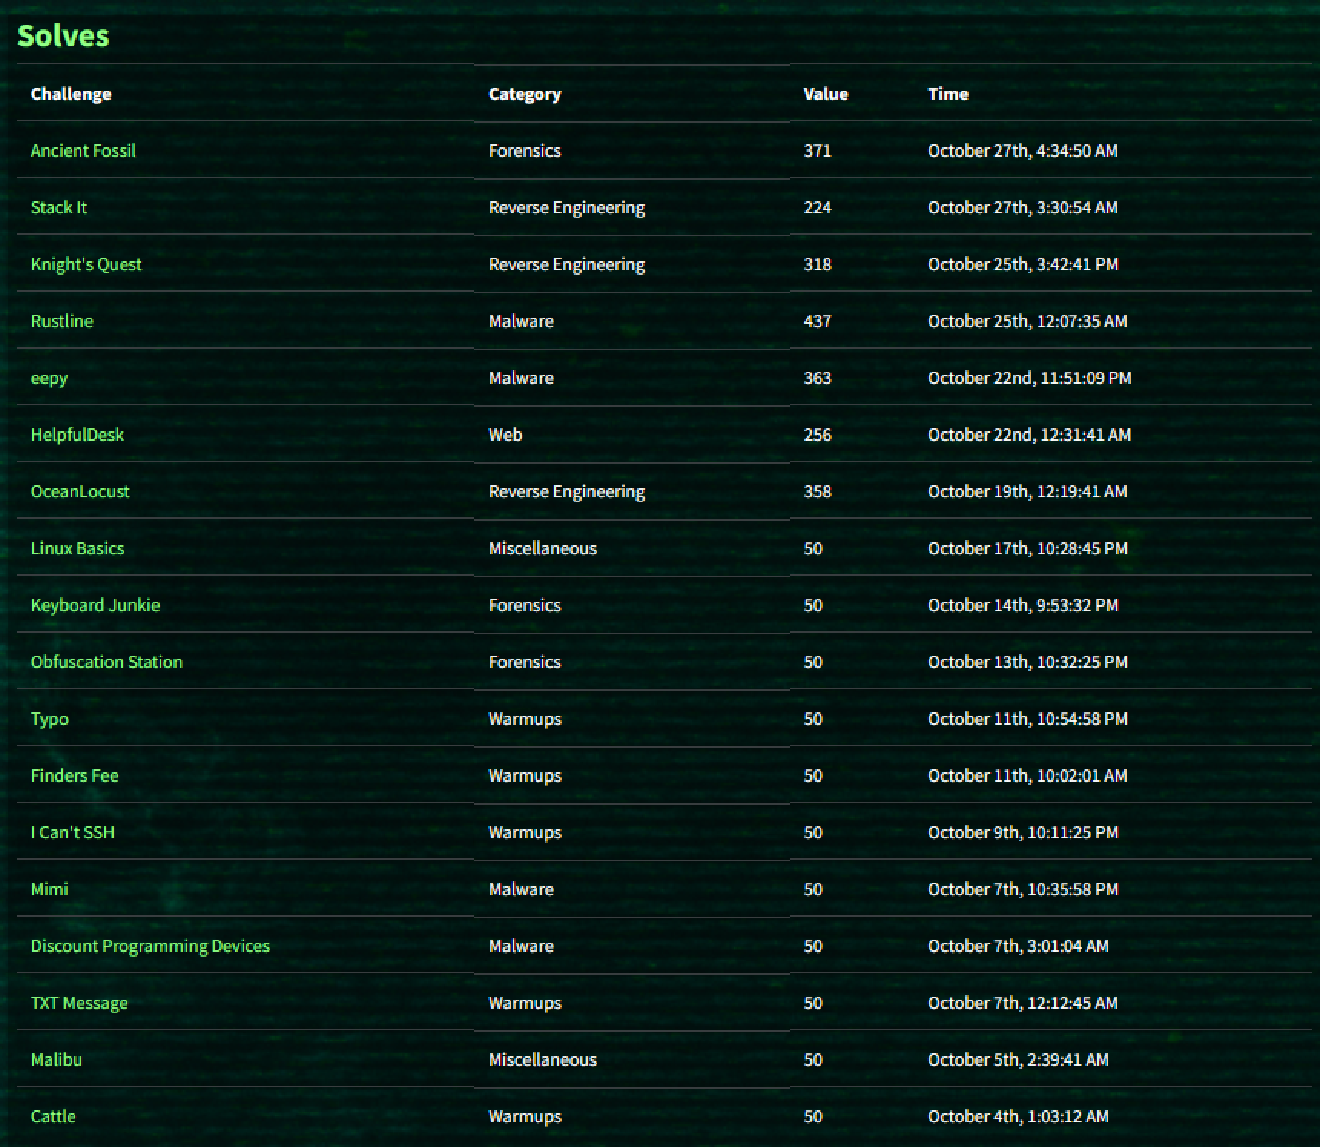 Solves
Challenge Category Value Time
Ancient Fossil Forensics 371 October 27th, 4:34:50 AM
Stack It Reverse Engineering 224 October 27th, 3:30:54 AM
Knight's Quest Reverse Engineering 318 October 25th, 3:42:41 PM
Rustline Malware 437 October 25th, 12:07:35 AM
eepy Malware 363 October 22nd, 11:51:09 PM
HelpfulDesk Web 256 October 22nd, 12:31:41 AM
OceanLocust Reverse Engineering 358 October 19th, 12:19:41 AM
Linux Basics Miscellaneous 50 October 17th, 10:28:45 PM
Keyboard Junkie Forensics 50 October 14th, 9:53:32 PM
Obfuscation Station Forensics 50 October 13th, 10:32:25 PM
Typo Warmups 50 October 11th, 10:54:58 PM
Finders Fee Warmups 50 October 11th, 10:02:01 AM
I Can't SSH Warmups 50 October 9th, 10:11:25 PM
Mimi Malware 50 October 7th, 10:35:58 PM
Discount Programming Devices Malware 50 October 7th, 3:01:04 AM
TXT Message Warmups 50 October 7th, 12:12:45 AM
Malibu Miscellaneous 50 October 5th, 2:39:41 AM
Cattle Warmups 50 October 4th, 1:03:12 AM